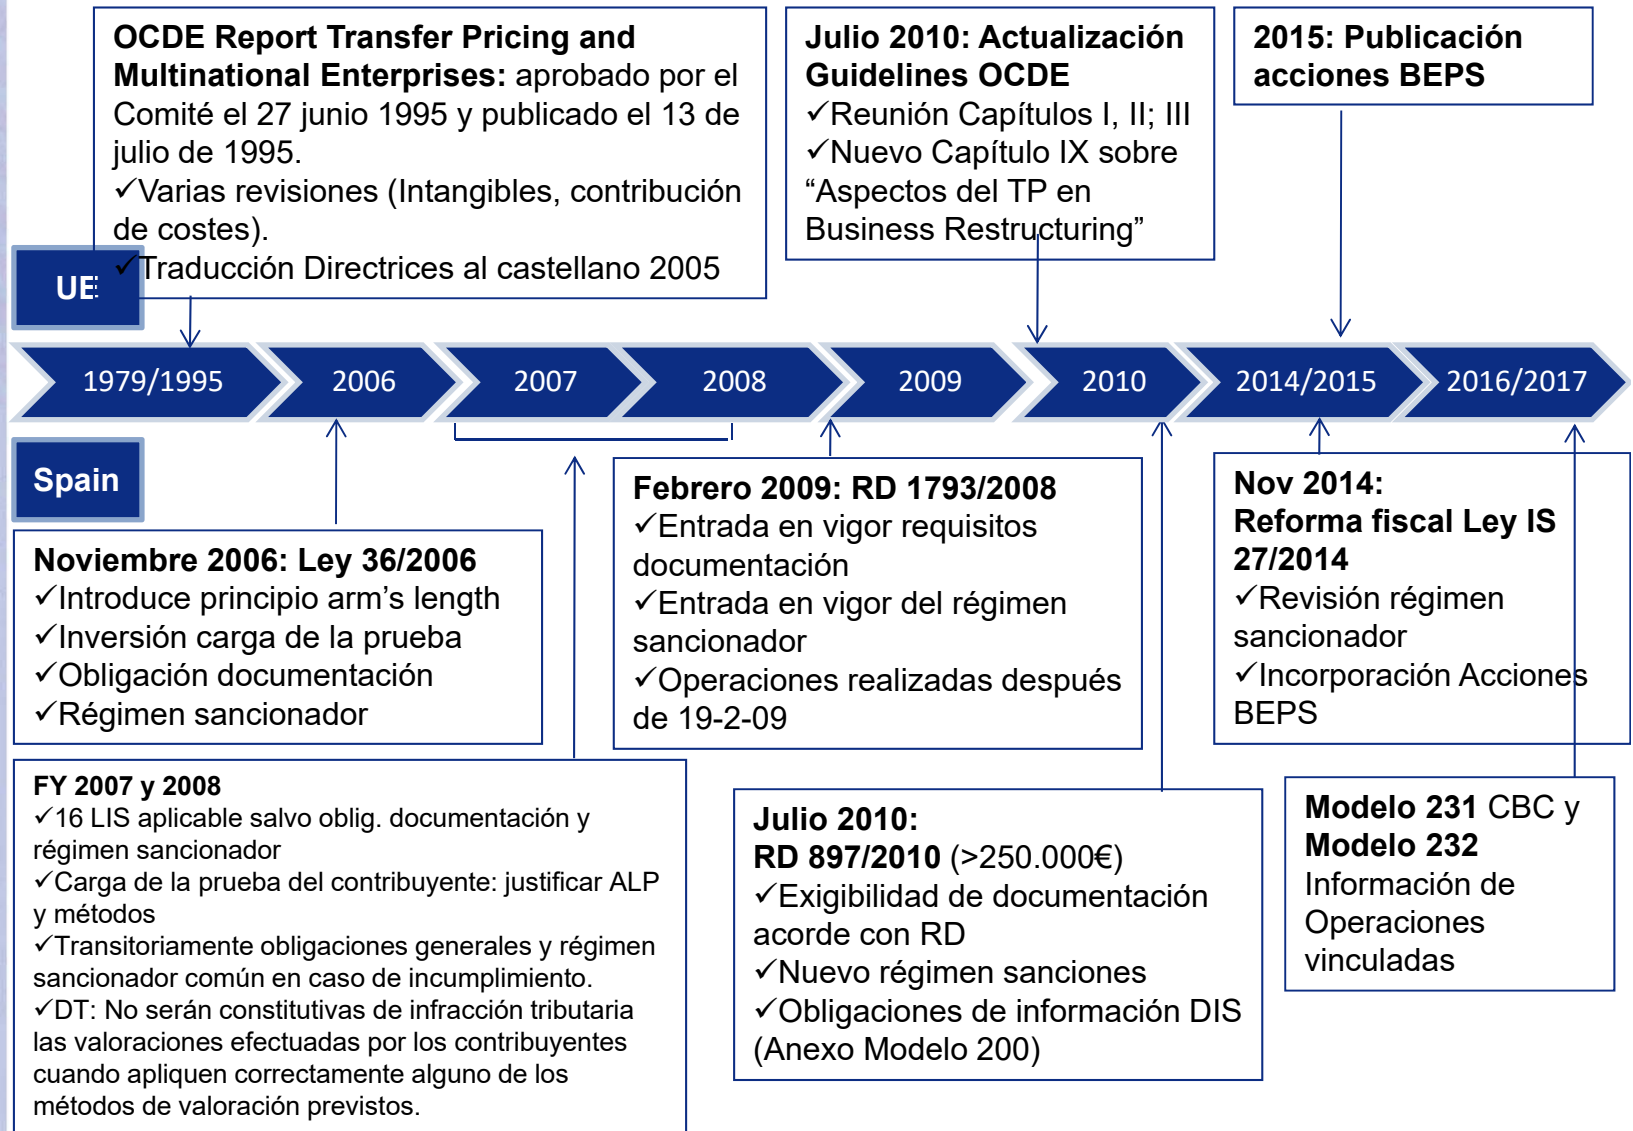 OCDE Report Transfer Pricing and
Multinational Enterprises: aprobado por el
Comité el 27 junio 1995 y publicado el 13 de
julio de 1995.
✓Varias revisiones (Intangibles, contribución
de costes).
✓Traducción Directrices al castellano 2005
Julio 2010: Actualización
Guidelines OCDE
✓Reunión Capítulos I, II; III
✓Nuevo Capítulo IX sobre
“Aspectos del TP en
Business Restructuring”
2015: Publicación
acciones BEPS
UE
1979/1995
2006
2007
2008
2009
2010
2014/2015
2016/2017
Spain
Noviembre 2006: Ley 36/2006
✓Introduce principio arm’s length
✓Inversión carga de la prueba
✓Obligación documentación
✓Régimen sancionador
FY 2007 y 2008
✓16 LIS aplicable salvo oblig. documentación y
régimen sancionador
✓Carga de la prueba del contribuyente: justificar ALP
y métodos
✓Transitoriamente obligaciones generales y régimen
sancionador común en caso de incumplimiento.
✓DT: No serán constitutivas de infracción tributaria
las valoraciones efectuadas por los contribuyentes
cuando apliquen correctamente alguno de los
métodos de valoración previstos.
Febrero 2009: RD 1793/2008
✓Entrada en vigor requisitos
documentación
✓Entrada en vigor del régimen
sancionador
✓Operaciones realizadas después
de 19-2-09
Julio 2010:
RD 897/2010 (>250.000€)
✓Exigibilidad de documentación
acorde con RD
✓Nuevo régimen sanciones
✓Obligaciones de información DIS
(Anexo Modelo 200)
Nov 2014:
Reforma fiscal Ley IS
27/2014
✓Revisión régimen
sancionador
✓Incorporación Acciones
BEPS
Modelo 231 CBC y
Modelo 232
Información de
Operaciones
vinculadas